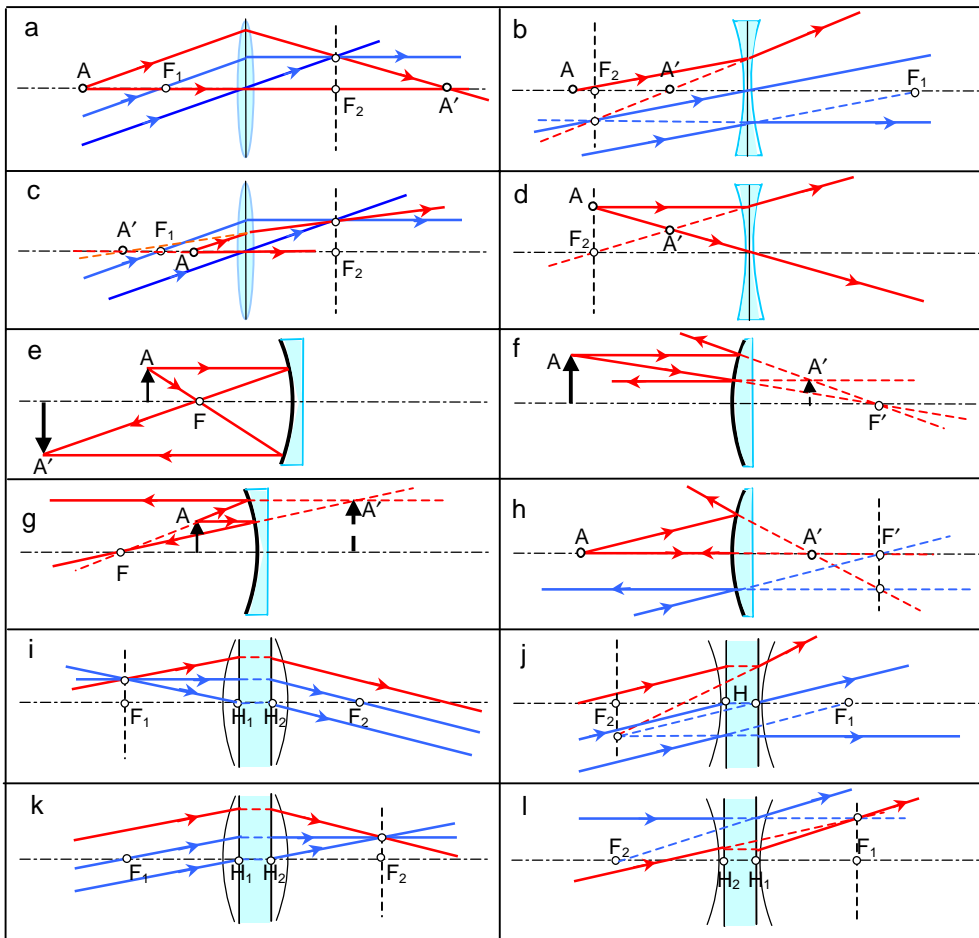 a
A F₁ F₂ A′
b
A F₂ A′ F₁
c
A′ F₁ A F₂
d
A F₂ A′
e
A F A′
f
A A′ F′
g
A A′ F
h
A A′ F′
i
F₁ H₁ H₂ F₂
j
F₂ H F₁
k
F₁ H₁ H₂ F₂
l
F₂ H₂ H₁ F₁